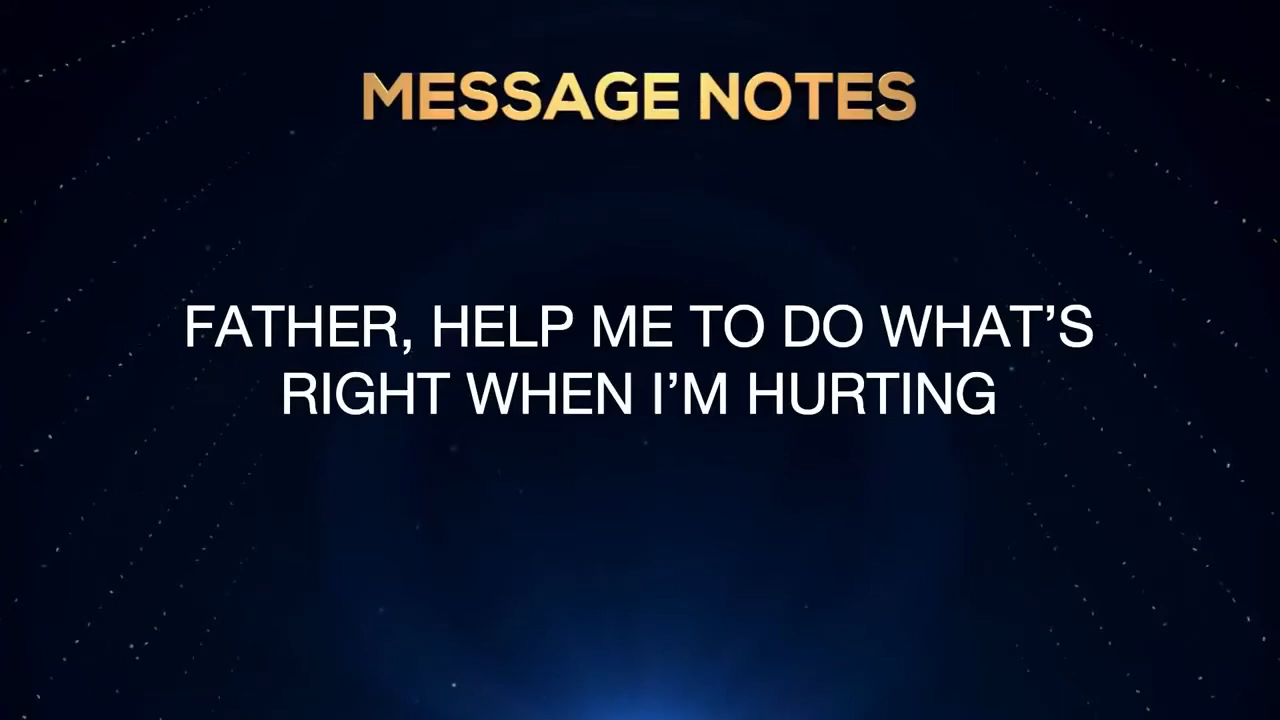 MESSAGE NOTES
FATHER, HELP ME TO DO WHAT’S
RIGHT WHEN I’M HURTING